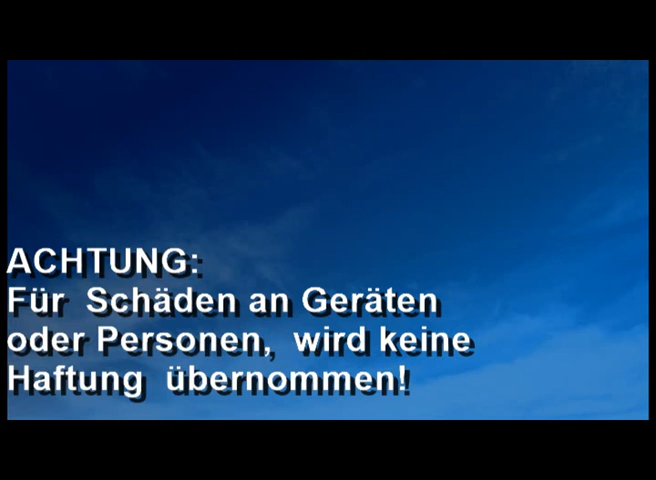 ACHTUNG:
Für Schäden an Geräten
oder Personen, wird keine
Haftung übernommen!